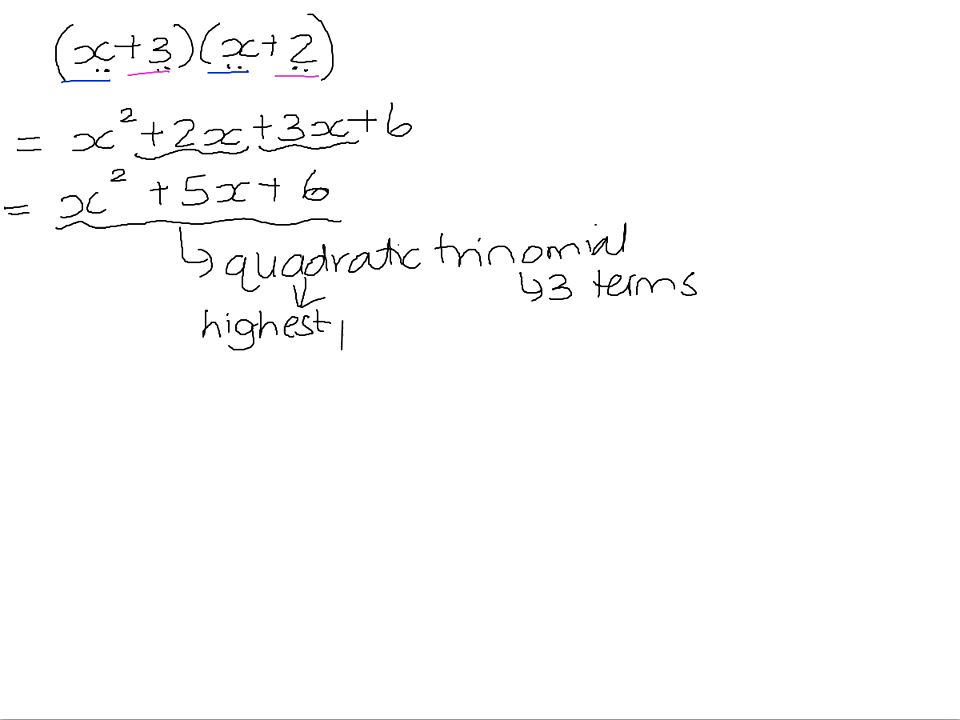 (x+3)(x+2)
= x² +2x+3x+6
= x² +5x+6
↳ quadratic trinomial
↳ 3 terms
highest